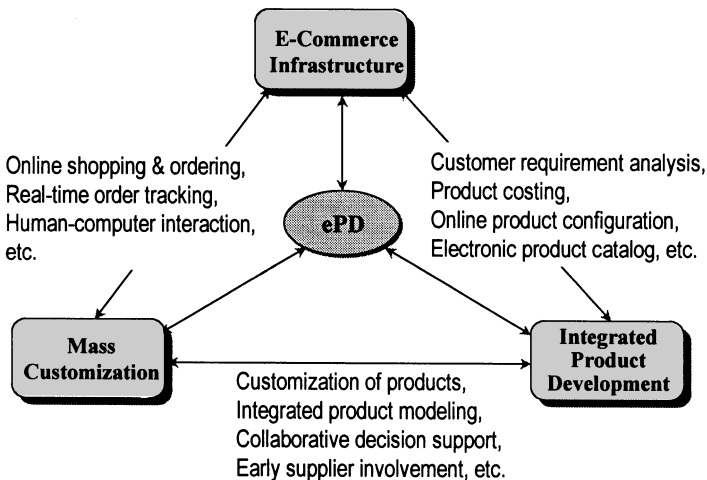 E-Commerce
Infrastructure
Online shopping & ordering,
Real-time order tracking,
Human-computer interaction,
etc.
Customer requirement analysis,
Product costing,
Online product configuration,
Electronic product catalog, etc.
ePD
Mass
Customization
Integrated
Product
Development
Customization of products,
Integrated product modeling,
Collaborative decision support,
Early supplier involvement, etc.